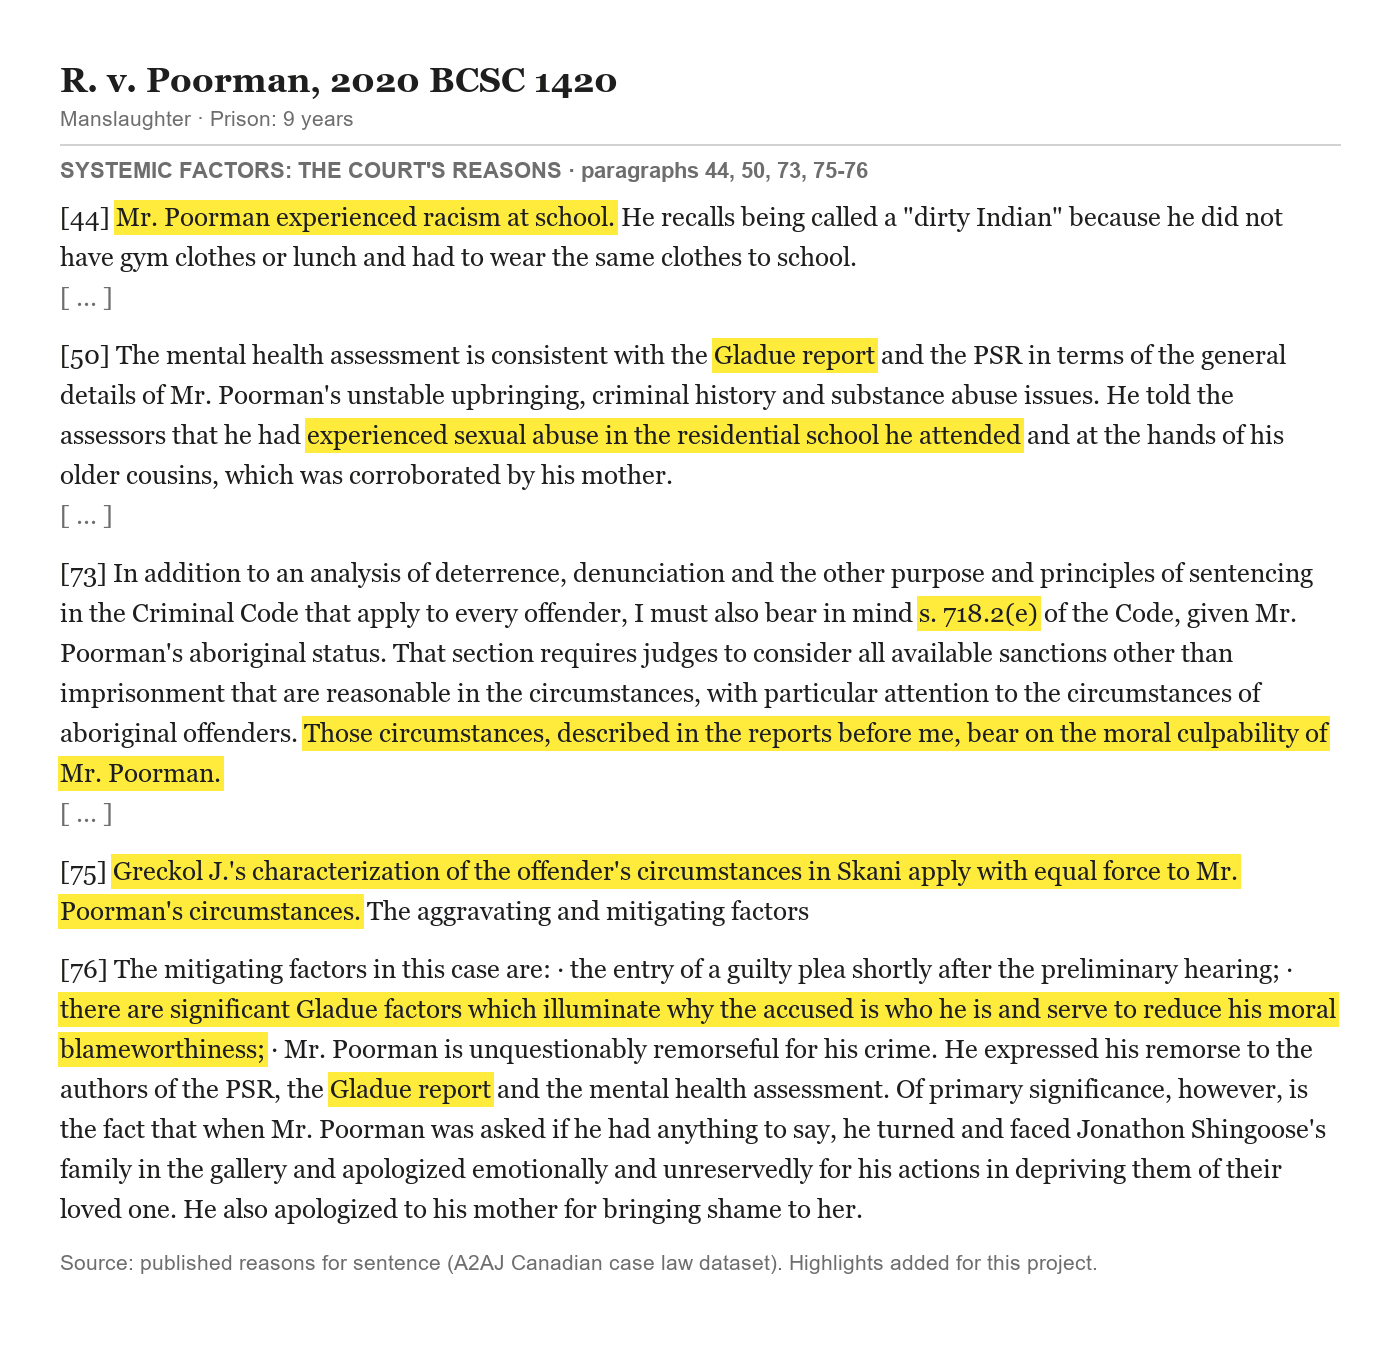 R. v. Poorman, 2020 BCSC 1420
Manslaughter · Prison: 9 years
SYSTEMIC FACTORS: THE COURT'S REASONS · paragraphs 44, 50, 73, 75-76
[44] Mr. Poorman experienced racism at school. He recalls being called a "dirty Indian" because he did not
have gym clothes or lunch and had to wear the same clothes to school.
[ ... ]
[50] The mental health assessment is consistent with the Gladue report and the PSR in terms of the general
details of Mr. Poorman's unstable upbringing, criminal history and substance abuse issues. He told the
assessors that he had experienced sexual abuse in the residential school he attended and at the hands of his
older cousins, which was corroborated by his mother.
[ ... ]
[73] In addition to an analysis of deterrence, denunciation and the other purpose and principles of sentencing
in the Criminal Code that apply to every offender, I must also bear in mind s. 718.2(e) of the Code, given Mr.
Poorman's aboriginal status. That section requires judges to consider all available sanctions other than
imprisonment that are reasonable in the circumstances, with particular attention to the circumstances of
aboriginal offenders. Those circumstances, described in the reports before me, bear on the moral culpability of
Mr. Poorman.
[ ... ]
[75] Greckol J.'s characterization of the offender's circumstances in Skani apply with equal force to Mr.
Poorman's circumstances. The aggravating and mitigating factors
[76] The mitigating factors in this case are: · the entry of a guilty plea shortly after the preliminary hearing; ·
there are significant Gladue factors which illuminate why the accused is who he is and serve to reduce his moral
blameworthiness; · Mr. Poorman is unquestionably remorseful for his crime. He expressed his remorse to the
authors of the PSR, the Gladue report and the mental health assessment. Of primary significance, however, is
the fact that when Mr. Poorman was asked if he had anything to say, he turned and faced Jonathon Shingoose's
family in the gallery and apologized emotionally and unreservedly for his actions in depriving them of their
loved one. He also apologized to his mother for bringing shame to her.
Source: published reasons for sentence (A2AJ Canadian case law dataset). Highlights added for this project.